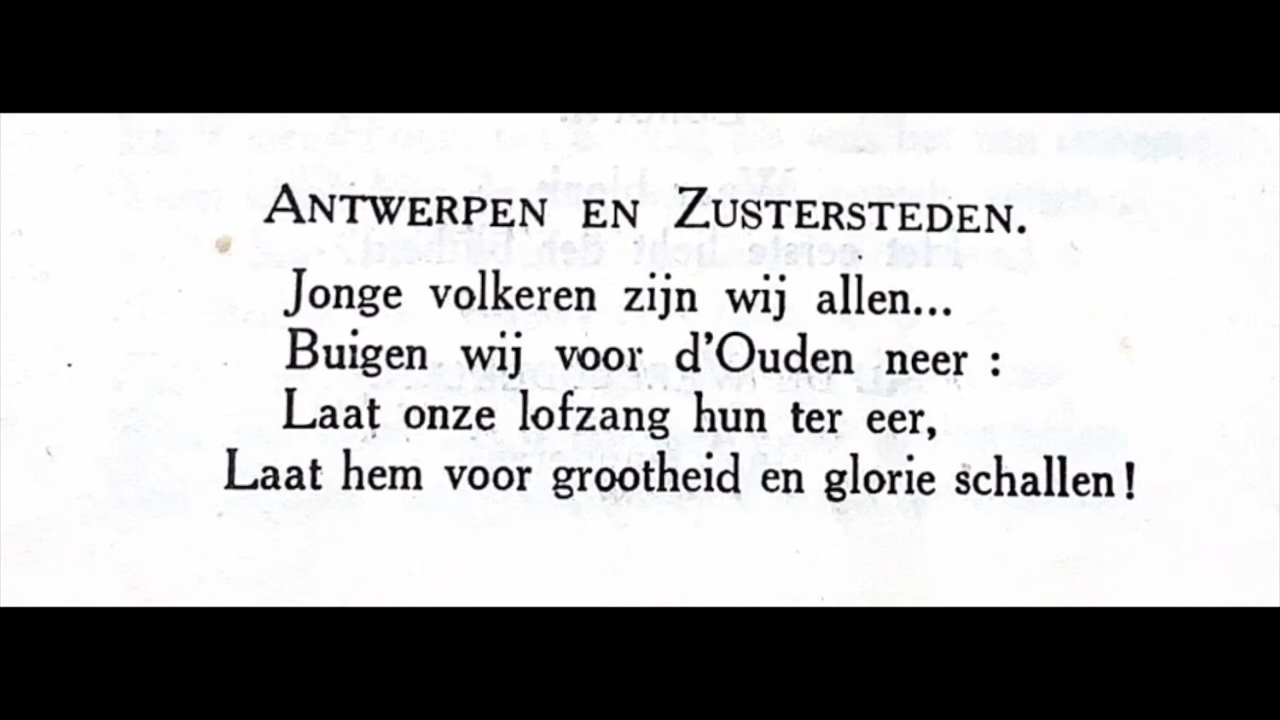 ANTWERPEN EN ZUSTERSTEDEN.
Jonge volkeren zijn wij allen...
Buigen wij voor d'Ouden neer :
Laat onze lofzang hun ter eer,
Laat hem voor grootheid en glorie schallen!